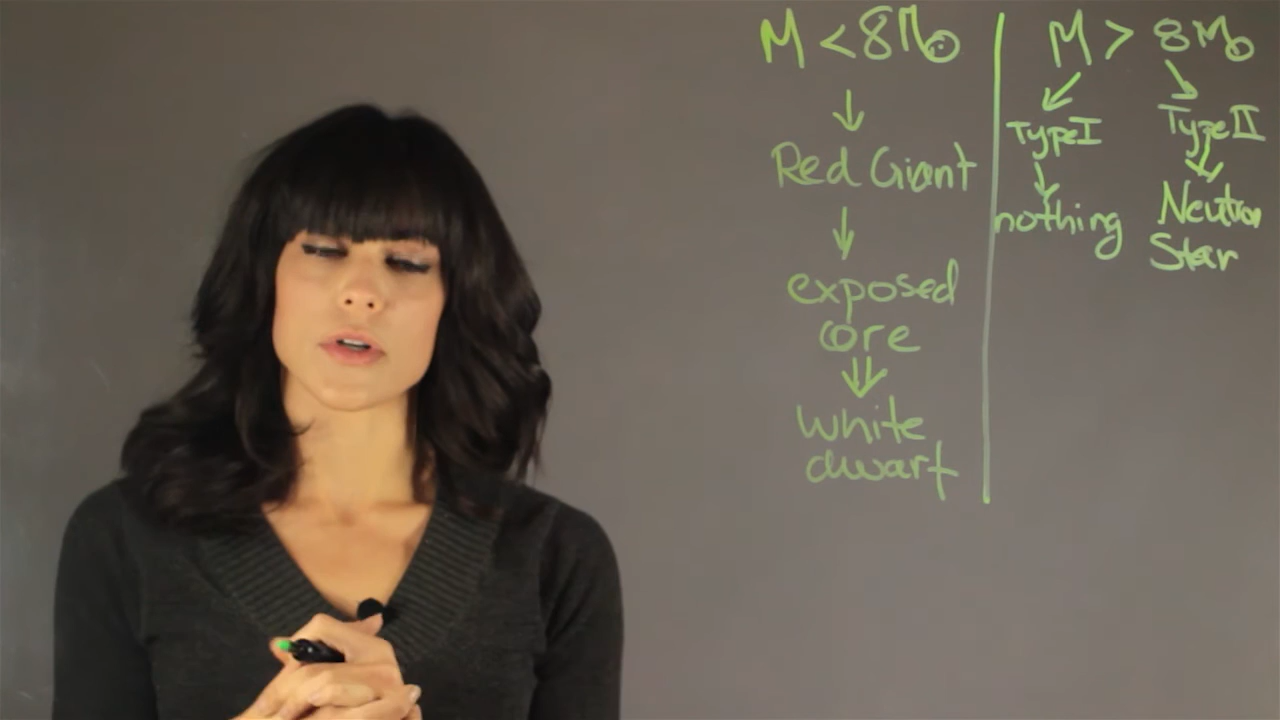 M < 8M☉
↓
Red Giant
↓
exposed
core
⇓
white
dwarf
M > 8M☉
↙ ↘
Type I Type II
↓ ↓
nothing Neutron
Star